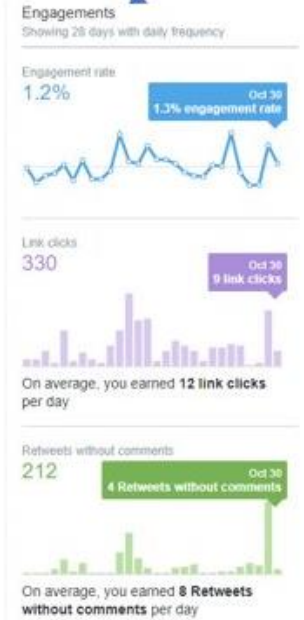 Engagements
Showing 28 days with daily frequency
Engagement rate
1.2%
Oct 30
1.3% engagement rate
Link clicks
330
Oct 30
9 link clicks
On average, you earned 12 link clicks
per day
Retweets without comments
212
Oct 30
4 Retweets without comments
On average, you earned 8 Retweets
without comments per day